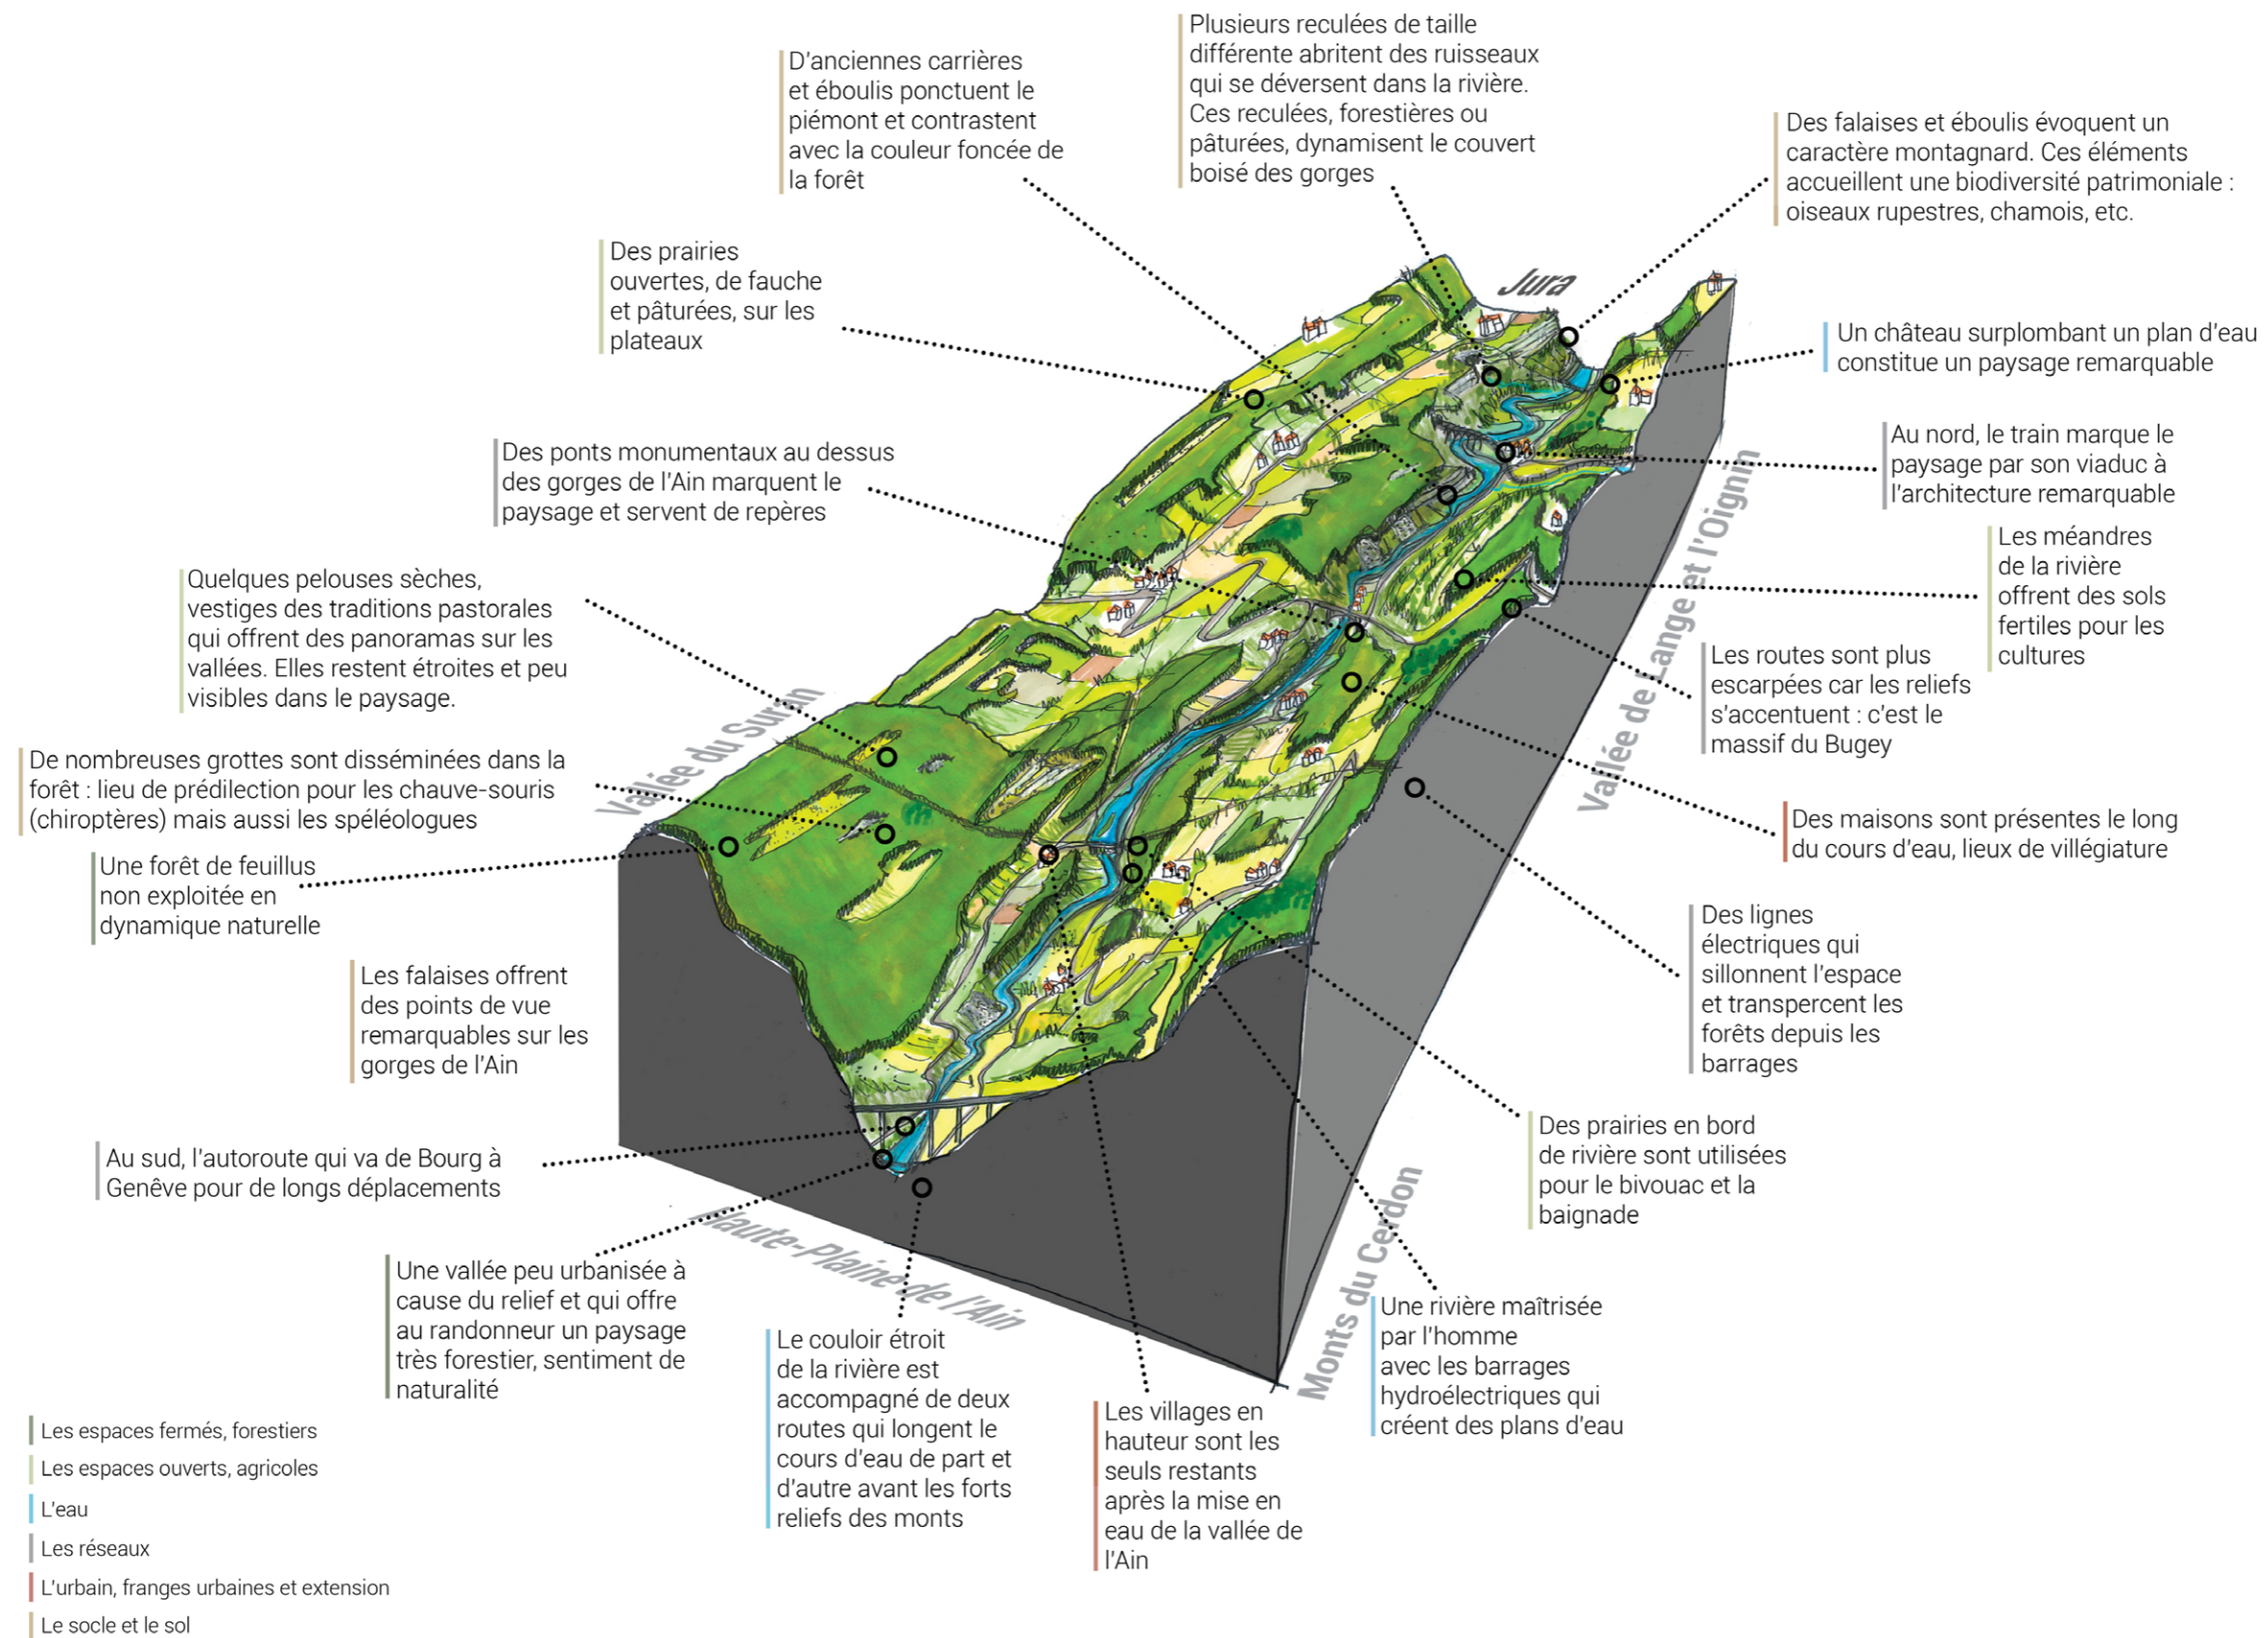 Plusieurs reculées de taille
différente abritent des ruisseaux
qui se déversent dans la rivière.
Ces reculées, forestières ou
pâturées, dynamisent le couvert
boisé des gorges
D'anciennes carrières
et éboulis ponctuent le
piémont et contrastent
avec la couleur foncée de
la forêt
Des falaises et éboulis évoquent un
caractère montagnard. Ces éléments
accueillent une biodiversité patrimoniale :
oiseaux rupestres, chamois, etc.
Des prairies
ouvertes, de fauche
et pâturées, sur les
plateaux
Jura
Un château surplombant un plan d'eau
constitue un paysage remarquable
Des ponts monumentaux au dessus
des gorges de l'Ain marquent le
paysage et servent de repères
Au nord, le train marque le
paysage par son viaduc à
l'architecture remarquable
Vallée de Lange et l'Oignin
Les méandres
de la rivière
offrent des sols
fertiles pour les
cultures
Quelques pelouses sèches,
vestiges des traditions pastorales
qui offrent des panoramas sur les
vallées. Elles restent étroites et peu
visibles dans le paysage.
Les routes sont plus
escarpées car les reliefs
s'accentuent : c'est le
massif du Bugey
Vallée du Suran
De nombreuses grottes sont disséminées dans la
forêt : lieu de prédilection pour les chauve-souris
(chiroptères) mais aussi les spéléologues
Des maisons sont présentes le long
du cours d'eau, lieux de villégiature
Une forêt de feuillus
non exploitée en
dynamique naturelle
Des lignes
électriques qui
sillonnent l'espace
et transpercent les
forêts depuis les
barrages
Les falaises offrent
des points de vue
remarquables sur les
gorges de l'Ain
Des prairies en bord
de rivière sont utilisées
pour le bivouac et la
baignade
Au sud, l'autoroute qui va de Bourg à
Genêve pour de longs déplacements
Haute-Plaine de l'Ain
Monts du Cerdon
Une vallée peu urbanisée à
cause du relief et qui offre
au randonneur un paysage
très forestier, sentiment de
naturalité
Une rivière maîtrisée
par l'homme
avec les barrages
hydroélectriques qui
créent des plans d'eau
Le couloir étroit
de la rivière est
accompagné de deux
routes qui longent le
cours d'eau de part et
d'autre avant les forts
reliefs des monts
Les villages en
hauteur sont les
seuls restants
après la mise en
eau de la vallée de
l'Ain
Les espaces fermés, forestiers
Les espaces ouverts, agricoles
L'eau
Les réseaux
L'urbain, franges urbaines et extension
Le socle et le sol